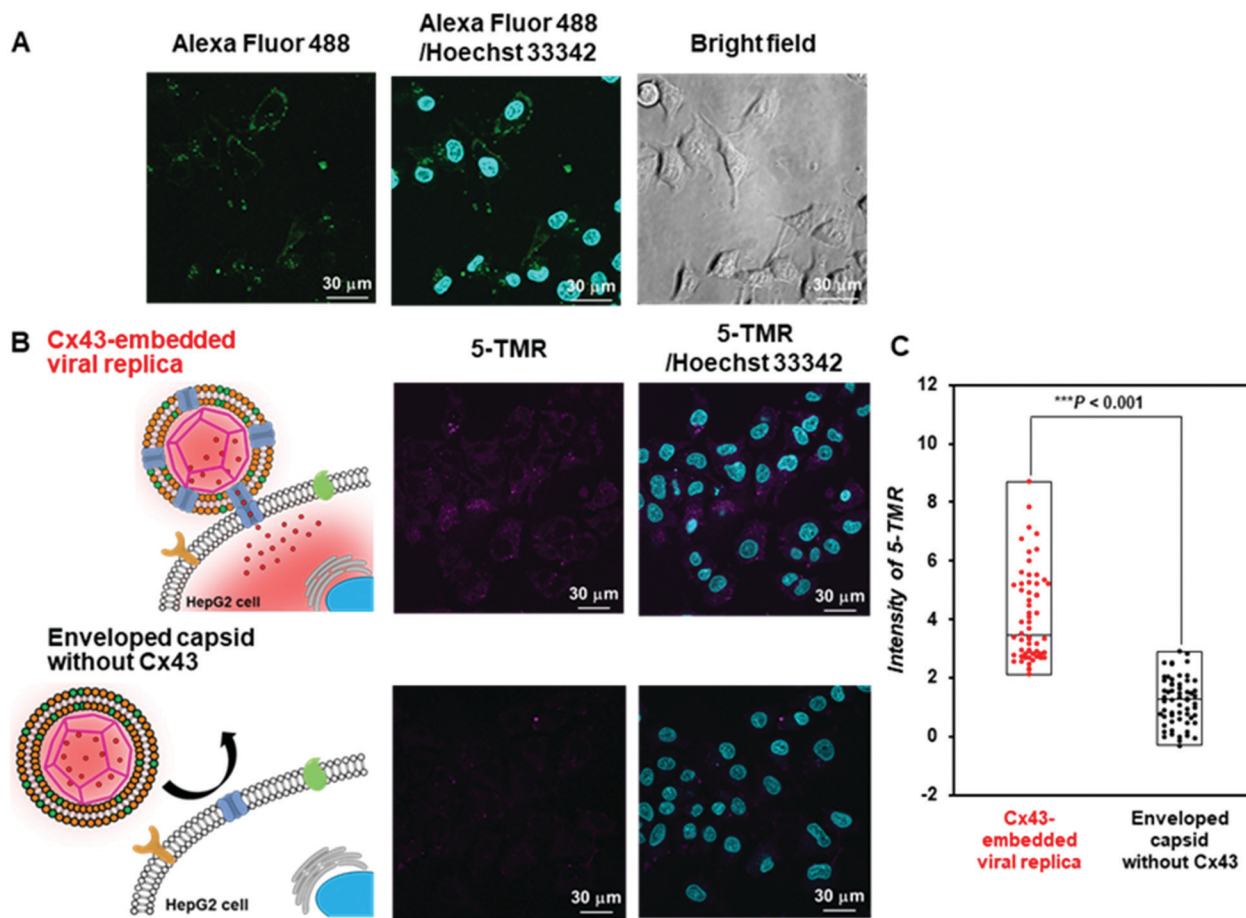 A
Alexa Fluor 488
Alexa Fluor 488
/Hoechst 33342
Bright field
30 μm
30 μm
30 μm
B
Cx43-embedded
viral replica
5-TMR
5-TMR
/Hoechst 33342
HepG2 cell
30 μm
30 μm
Enveloped capsid
without Cx43
HepG2 cell
30 μm
30 μm
C
***P < 0.001
Intensity of 5-TMR
12
10
8
6
4
2
0
-2
Cx43-
embedded
viral replica
Enveloped
capsid
without Cx43